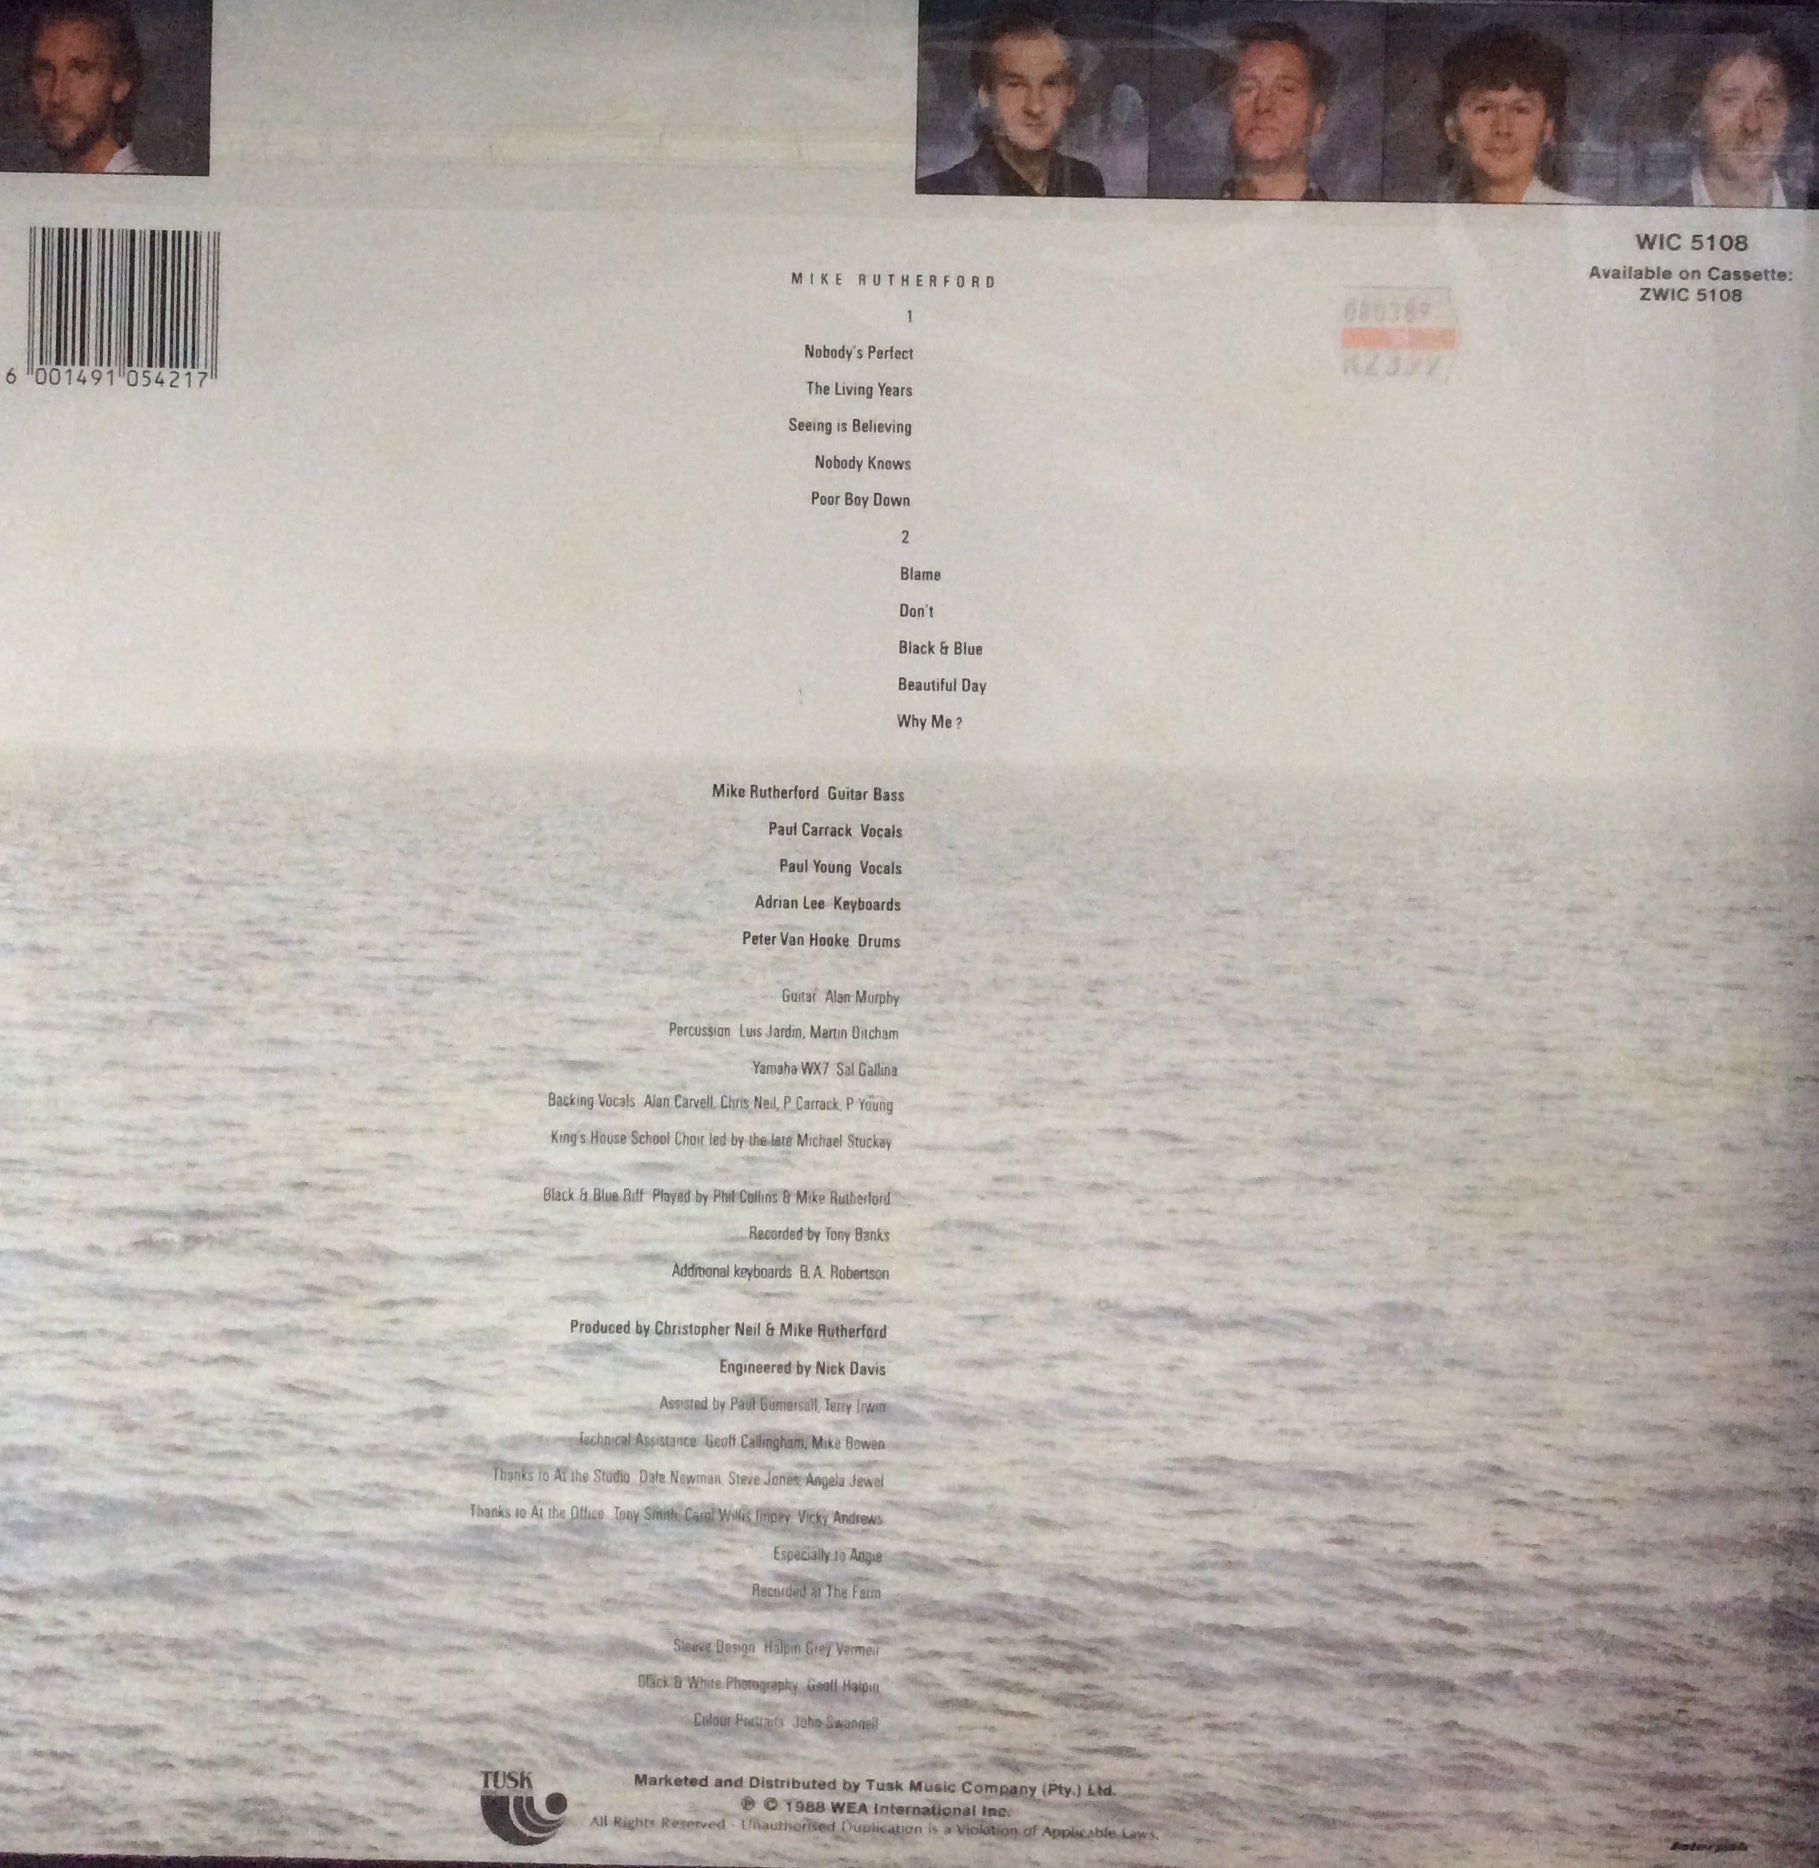 WIC 5108
Available on Cassette:
ZWIC 5108
6 001491 054217
080389
MIKE RUTHERFORD
1
Nobody's Perfect
The Living Years
Seeing is Believing
Nobody Knows
Poor Boy Down
2
Blame
Don't
Black & Blue
Beautiful Day
Why Me?
Mike Rutherford Guitar Bass
Paul Carrack Vocals
Paul Young Vocals
Adrian Lee Keyboards
Peter Van Hooke Drums
Guitar Alan Murphy
Percussion Luis Jardin, Martin Ditcham
Yamaha WX7 Sal Gallina
Backing Vocals Alan Carvell, Chris Neil, P Carrack, P Young
King's House School Choir led by the late Michael Stuckey
Black & Blue Riff Played by Phil Collins & Mike Rutherford
Recorded by Tony Banks
Additional keyboards B. A. Robertson
Produced by Christopher Neil & Mike Rutherford
Engineered by Nick Davis
Assisted by Paul Gumersall, Terry Irwin
Technical Assistance Geoff Callingham, Mike Bowen
Thanks to At the Studio Dale Newman, Steve Jones, Angela Jewel
Thanks to At the Office Tony Smith Carol Willis Impey Vicky Andrews
Especially to Angie
Recorded at The Farm
Sleeve Design Halpin Grey Vermeir
Black & White Photography Geoff Halpin
Colour Portraits John Swannell
TUSK
Marketed and Distributed by Tusk Music Company (Pty.) Ltd.
℗ © 1988 WEA International Inc.
All Rights Reserved - Unauthorised Duplication is a Violation of Applicable Laws.